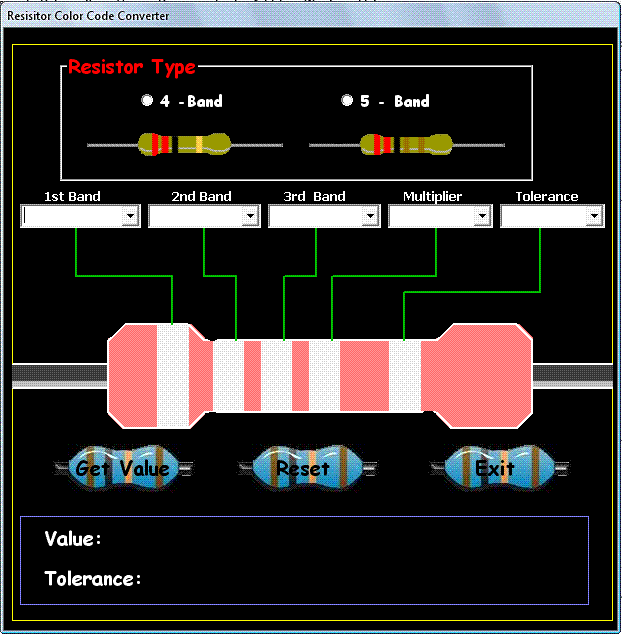 Resisitor Color Code Converter
Resistor Type
4 - Band
5 - Band
1st Band
2nd Band
3rd Band
Multiplier
Tolerance
Get Value
Reset
Exit
Value:
Tolerance: